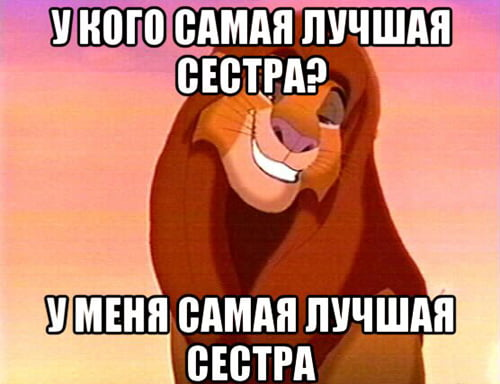 У КОГО САМАЯ ЛУЧШАЯ
СЕСТРА?
У МЕНЯ САМАЯ ЛУЧШАЯ
СЕСТРА